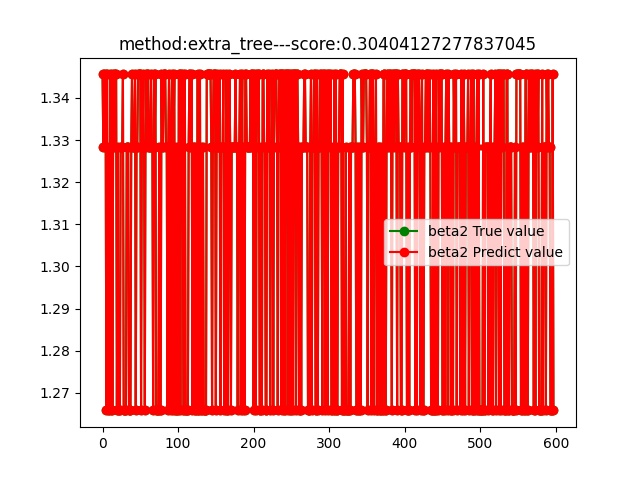 method:extra_tree---score:0.30404127277837045
1.34
1.33
1.32
1.31
1.30
1.29
1.28
1.27
beta2 True value
beta2 Predict value
0 100 200 300 400 500 600